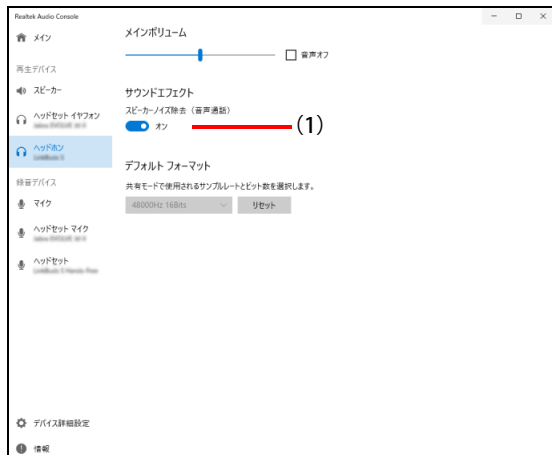 Realtek Audio Console
メイン
再生デバイス
スピーカー
ヘッドセット イヤフォン
ヘッドホン
録音デバイス
マイク
ヘッドセット マイク
ヘッドセット
デバイス詳細設定
情報
メインボリューム
音声オフ
サウンドエフェクト
スピーカーノイズ除去（音声通話）
オン
(1)
デフォルト フォーマット
共有モードで使用されるサンプルレートとビット数を選択します。
48000Hz 16Bits
リセット